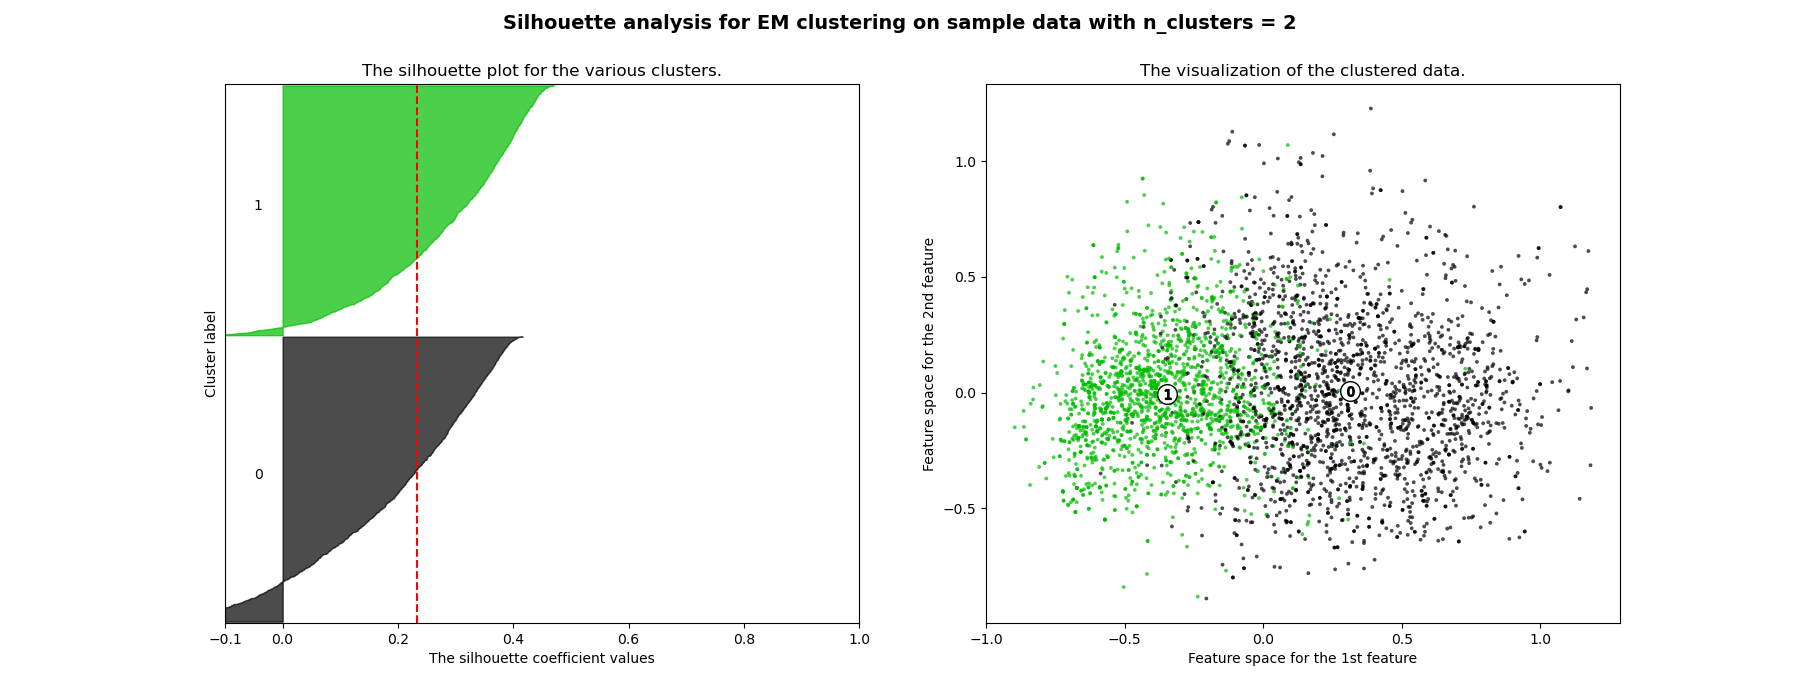 Silhouette analysis for EM clustering on sample data with n_clusters = 2
The silhouette plot for the various clusters.
1
0
Cluster label
−0.1
0.0
0.2
0.4
0.6
0.8
1.0
The silhouette coefficient values
The visualization of the clustered data.
1.0
0.5
0.0
−0.5
Feature space for the 2nd feature
1
0
−1.0
−0.5
0.0
0.5
1.0
Feature space for the 1st feature